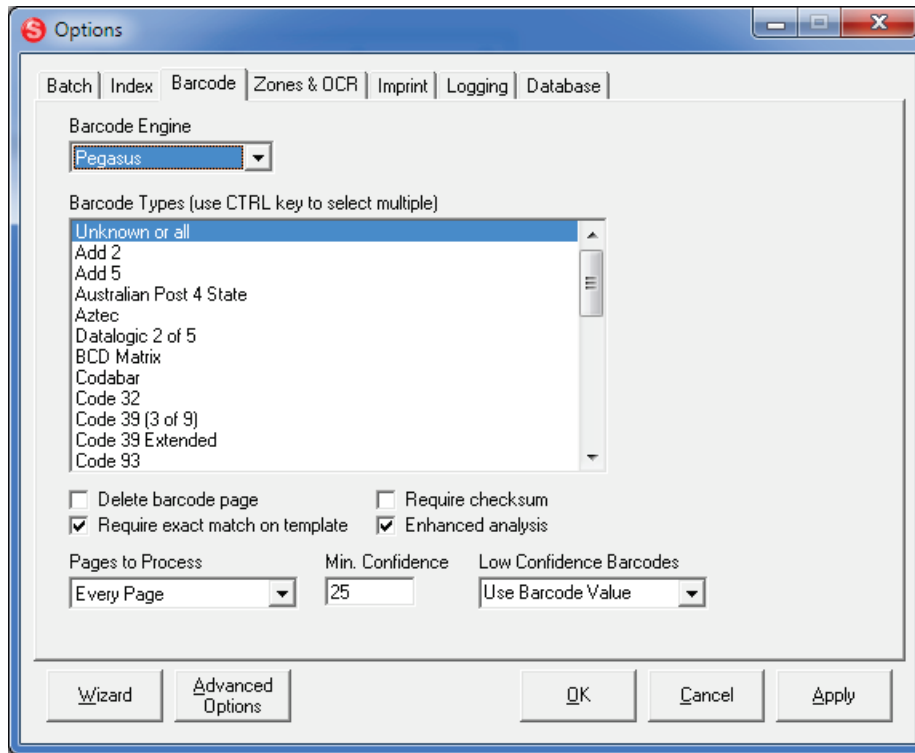 Options
Batch Index Barcode Zones & OCR Imprint Logging Database
Barcode Engine
Pegasus
Barcode Types (use CTRL key to select multiple)
Unknown or all
Add 2
Add 5
Australian Post 4 State
Aztec
Datalogic 2 of 5
BCD Matrix
Codabar
Code 32
Code 39 (3 of 9)
Code 39 Extended
Code 93
Delete barcode page Require checksum
Require exact match on template Enhanced analysis
Pages to Process Min. Confidence Low Confidence Barcodes
Every Page 25 Use Barcode Value
Wizard Advanced Options OK Cancel Apply